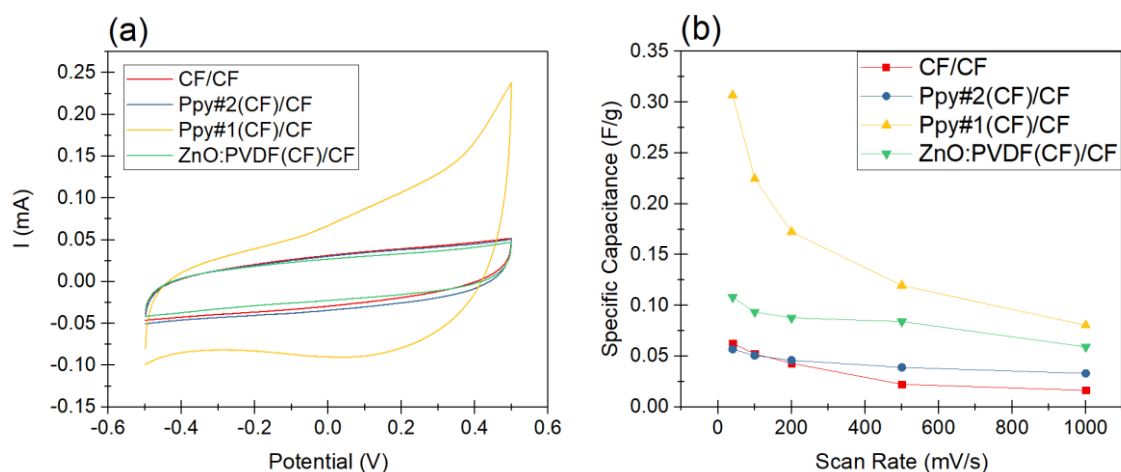 (a)
0.25
0.20
0.15
0.10
0.05
0.00
-0.05
-0.10
-0.15
I (mA)
CF/CF
Ppy#2(CF)/CF
Ppy#1(CF)/CF
ZnO:PVDF(CF)/CF
-0.6 -0.4 -0.2 0.0 0.2 0.4 0.6
Potential (V)
(b)
0.35
0.30
0.25
0.20
0.15
0.10
0.05
0.00
Specific Capacitance (F/g)
CF/CF
Ppy#2(CF)/CF
Ppy#1(CF)/CF
ZnO:PVDF(CF)/CF
0 200 400 600 800 1000
Scan Rate (mV/s)